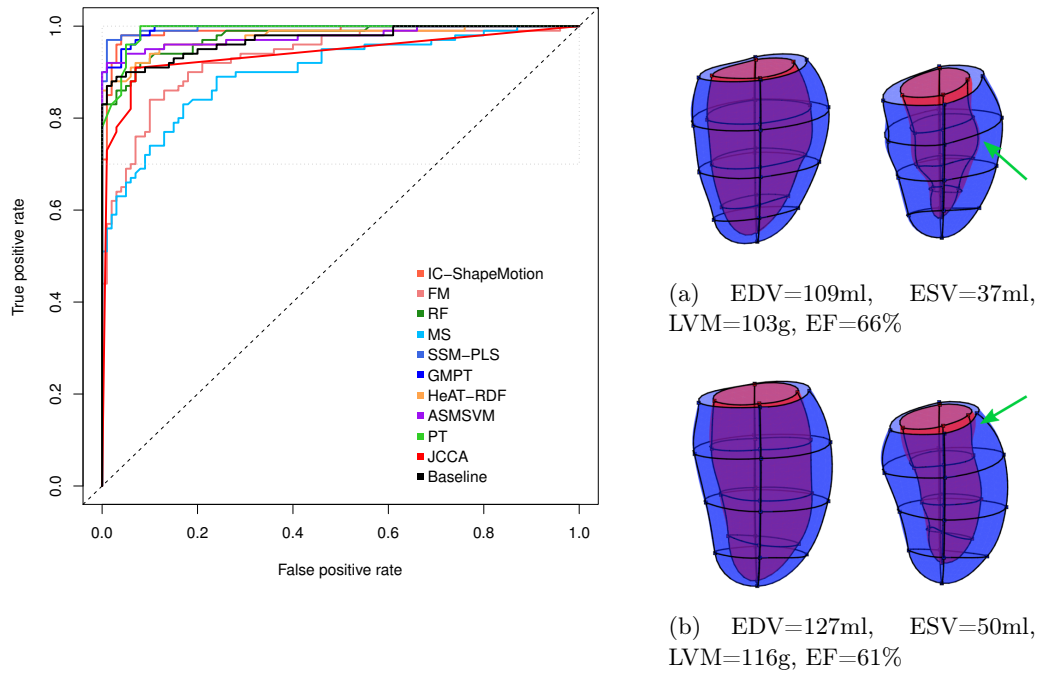 True positive rate
1.0
0.8
0.6
0.4
0.2
0.0
IC−ShapeMotion
FM
RF
MS
SSM−PLS
GMPT
HeAT−RDF
ASMSVM
PT
JCCA
Baseline
0.0 0.2 0.4 0.6 0.8 1.0
False positive rate
(a) EDV=109ml, ESV=37ml,
LVM=103g, EF=66%
(b) EDV=127ml, ESV=50ml,
LVM=116g, EF=61%